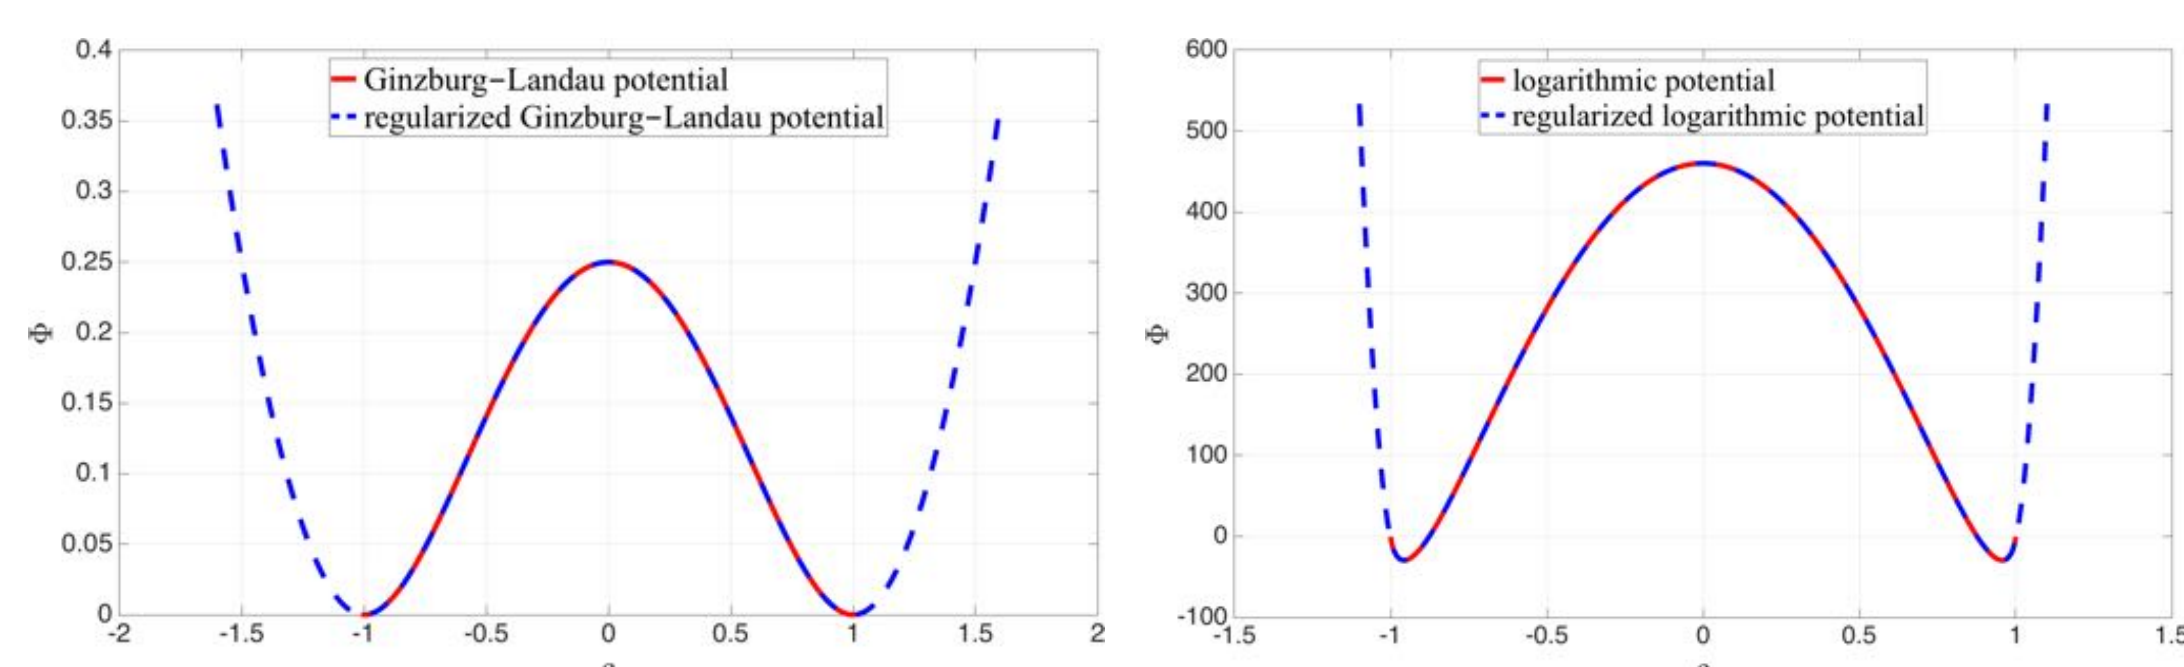 0.4
0.35
0.3
0.25
0.2
0.15
0.1
0.05
0
Φ
Ginzburg−Landau potential
regularized Ginzburg−Landau potential
-2 -1.5 -1 -0.5 0 0.5 1 1.5 2
600
500
400
300
200
100
0
-100
Φ
logarithmic potential
regularized logarithmic potential
-1.5 -1 -0.5 0 0.5 1 1.5